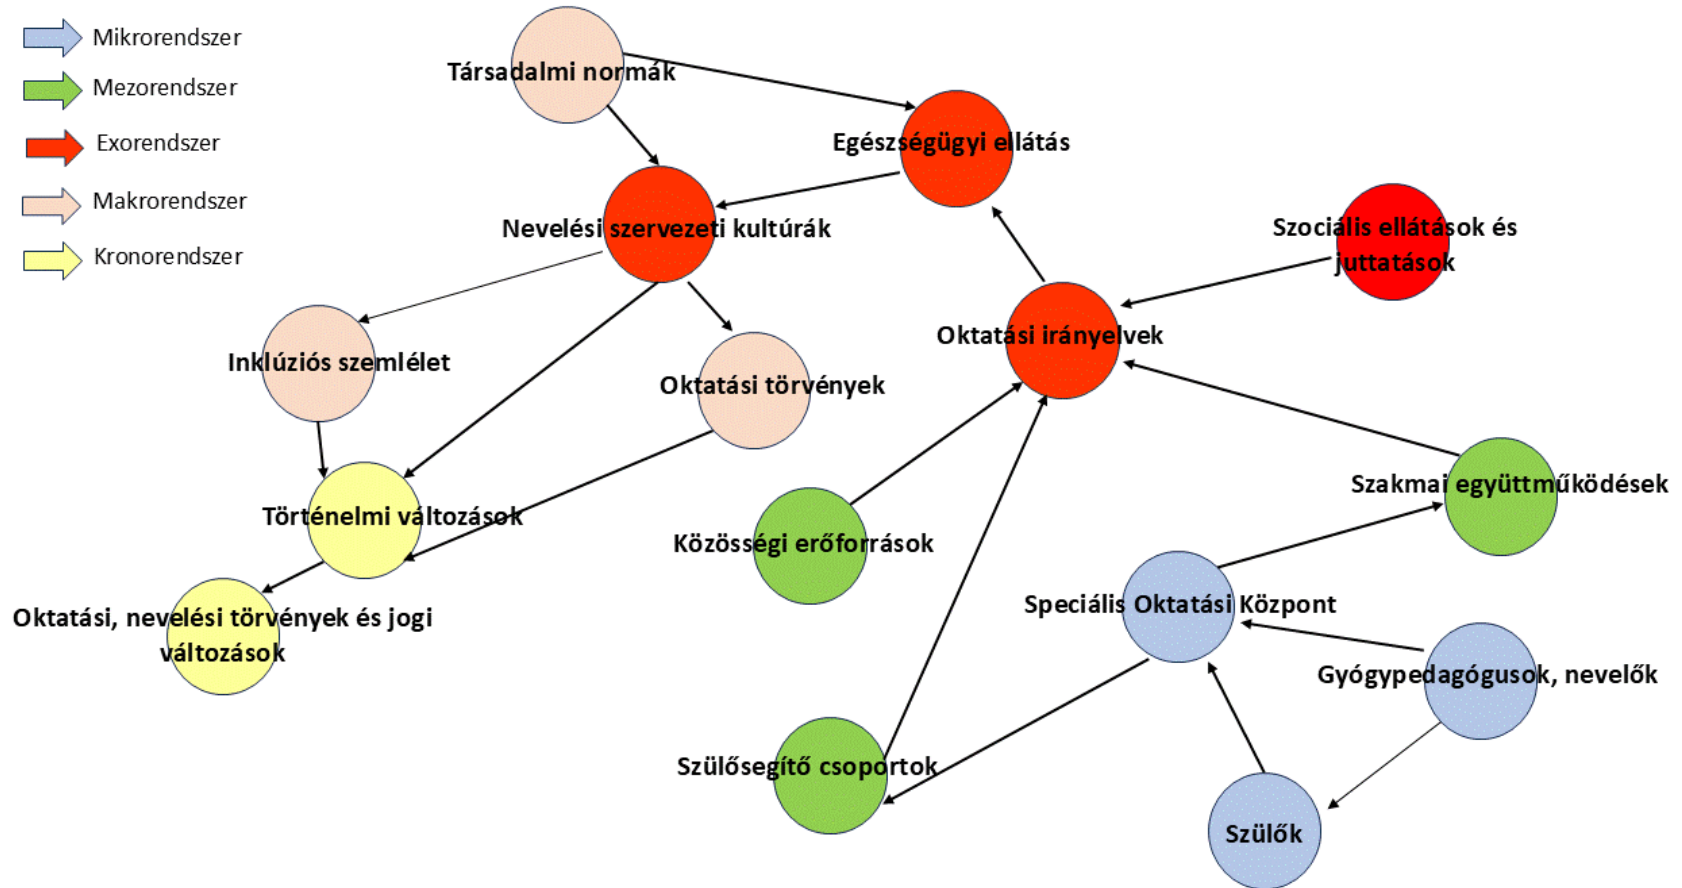 Mikrorendszer
Mezorendszer
Exorendszer
Makrorendszer
Kronorendszer
Társadalmi normák
Egészségügyi ellátás
Nevelési szervezeti kultúrák
Szociális ellátások és
juttatások
Inklúziós szemlélet
Oktatási törvények
Oktatási irányelvek
Történelmi változások
Közösségi erőforrások
Szakmai együttműködések
Oktatási, nevelési törvények és jogi
változások
Speciális Oktatási Központ
Gyógypedagógusok, nevelők
Szülősegítő csoportok
Szülők